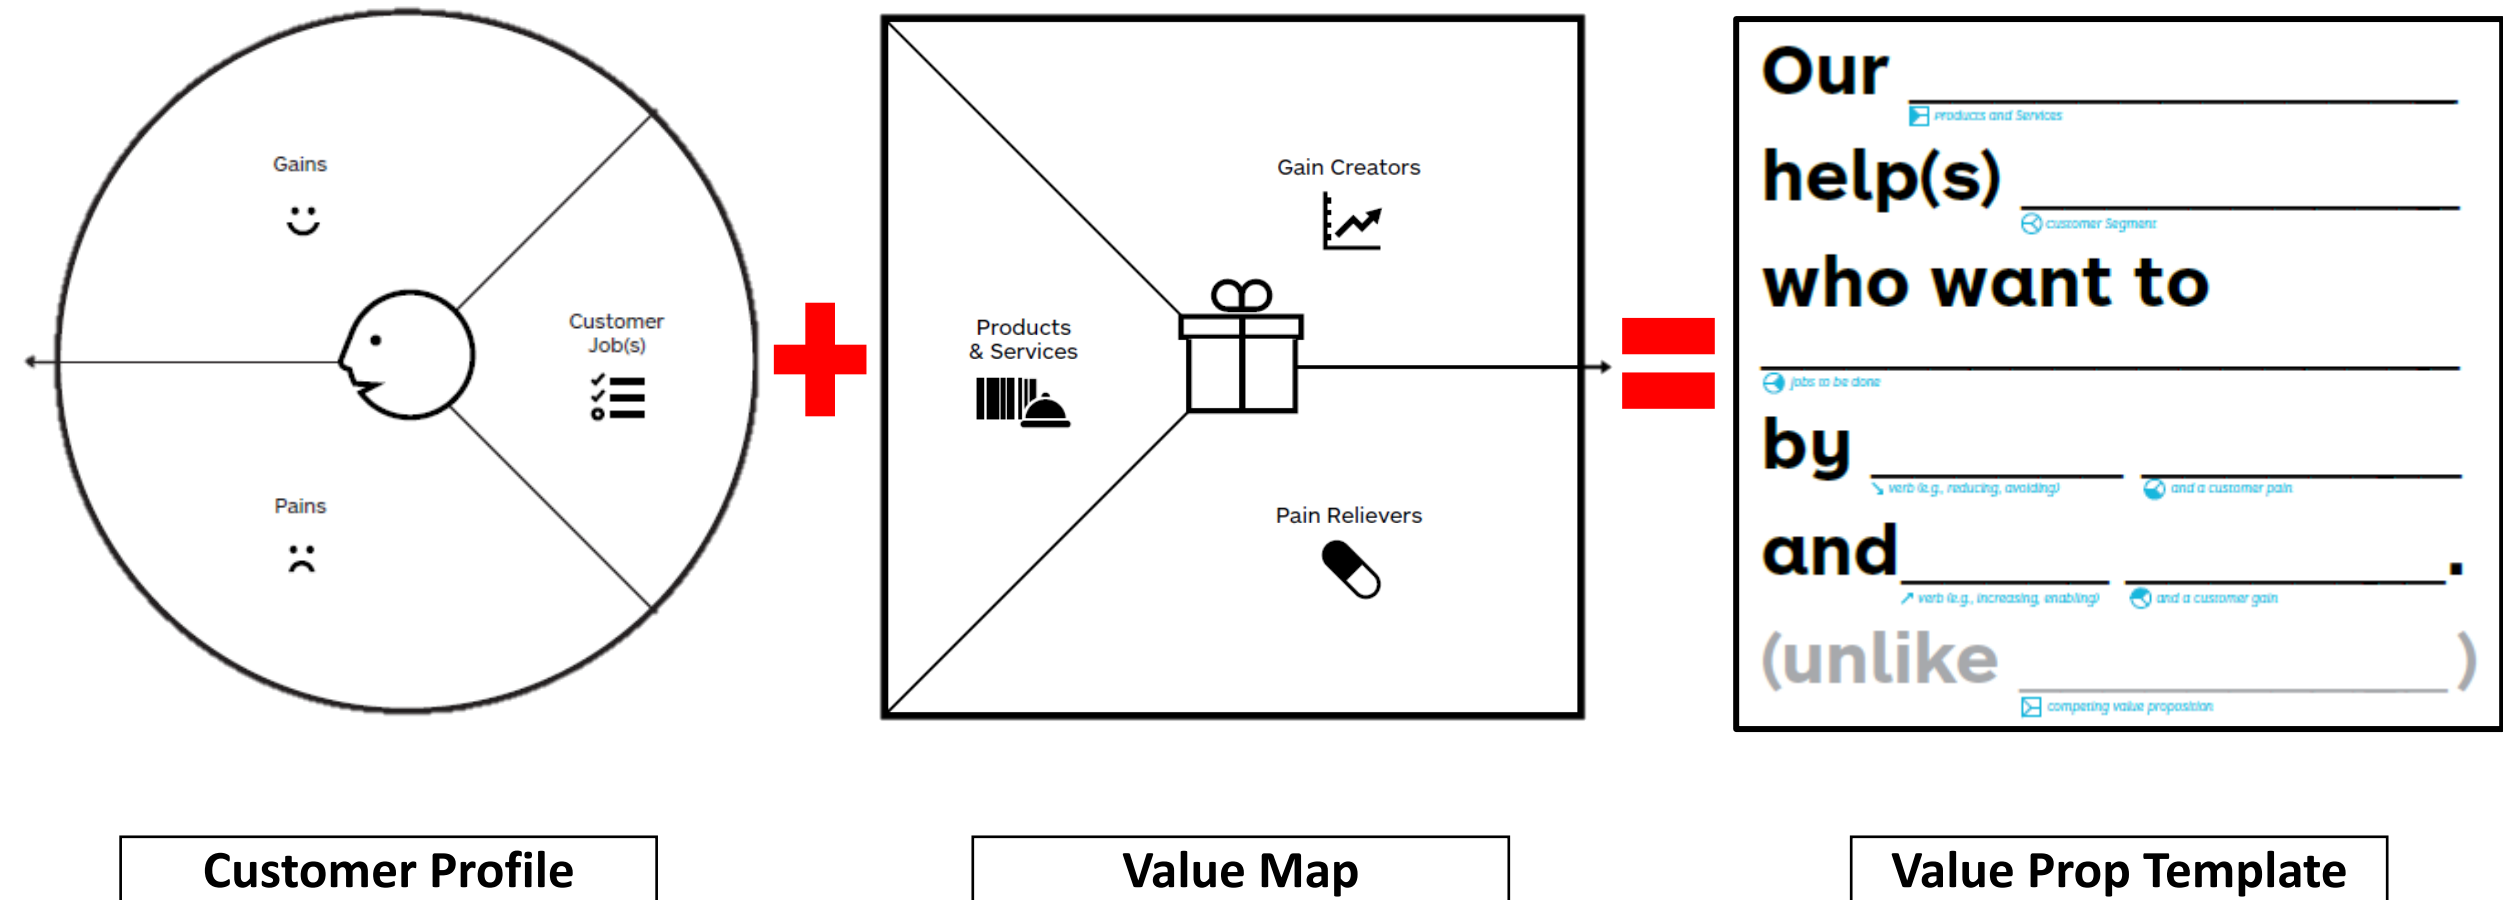 Gains
Customer
Job(s)
Pains
Gain Creators
Products
& Services
Pain Relievers
Our
Products and Services
help(s)
customer Segment
who want to
jobs to be done
by
verb (e.g., reducing, avoiding)
and a customer pain
and .
verb (e.g., increasing, enabling)
and a customer gain
(unlike )
competing value proposition
Customer Profile
Value Map
Value Prop Template